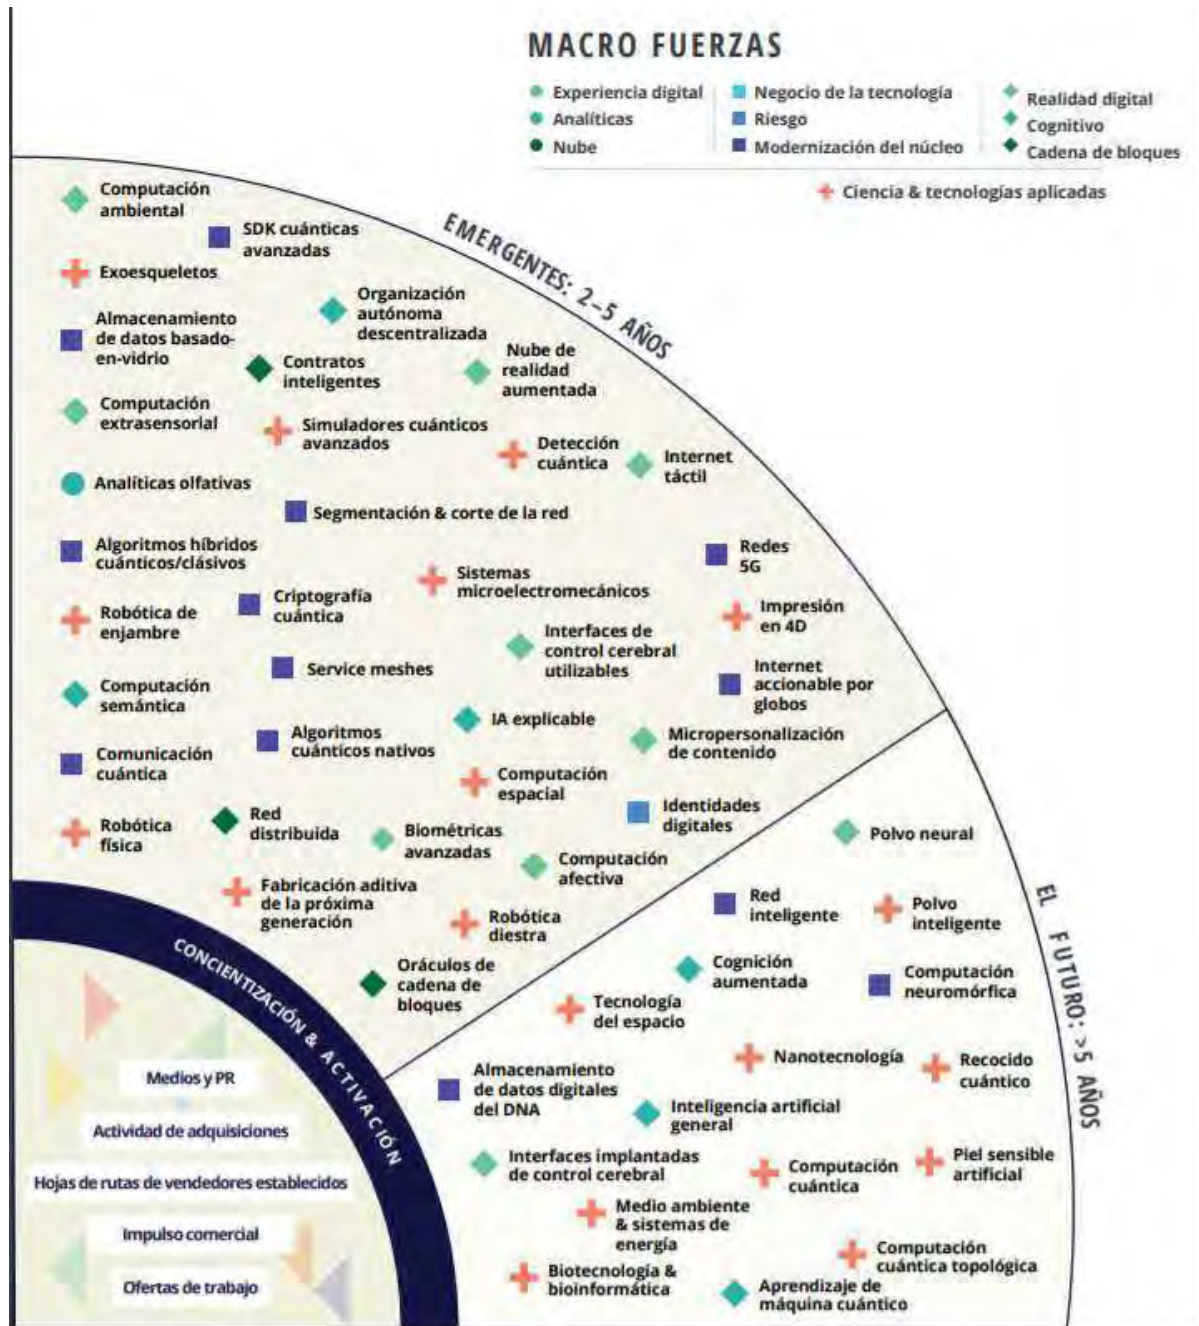 MACRO FUERZAS
Experiencia digital
Analíticas
Nube
Negocio de la tecnología
Riesgo
Modernización del núcleo
Realidad digital
Cognitivo
Cadena de bloques
Ciencia & tecnologías aplicadas
EMERGENTES: 2–5 AÑOS
Computación
ambiental
SDK cuánticas
avanzadas
Exoesqueletos
Organización
autónoma
descentralizada
Almacenamiento
de datos basado-
en-vidrio
Contratos
inteligentes
Nube de
realidad
aumentada
Computación
extrasensorial
Simuladores cuánticos
avanzados
Detección
cuántica
Internet
táctil
Analíticas olfativas
Segmentación & corte de la red
Algoritmos híbridos
cuánticos/clásivos
Sistemas
microelectromecánicos
Redes
5G
Criptografía
cuántica
Robótica de
enjambre
Impresión
en 4D
Interfaces de
control cerebral
utilizables
Service meshes
Internet
accionable por
globos
Computación
semántica
IA explicable
Algoritmos
cuánticos nativos
Micropersonalización
de contenido
Comunicación
cuántica
Computación
espacial
Identidades
digitales
Robótica
física
Red
distribuida
Biométricas
avanzadas
Computación
afectiva
Fabricación aditiva
de la próxima
generación
Robótica
diestra
Oráculos de
cadena de
bloques
EL FUTURO: >5 AÑOS
Polvo neural
Red
inteligente
Polvo
inteligente
Cognición
aumentada
Computación
neuromórfica
Tecnología
del espacio
Nanotecnología
Recocido
cuántico
Almacenamiento
de datos digitales
del DNA
Inteligencia artificial
general
Interfaces implantadas
de control cerebral
Computación
cuántica
Piel sensible
artificial
Medio ambiente
& sistemas de
energía
Computación
cuántica topológica
Biotecnología &
bioinformática
Aprendizaje de
máquina cuántico
CONCIENTIZACIÓN & ACTIVACIÓN
Medios y PR
Actividad de adquisiciones
Hojas de rutas de vendedores establecidos
Impulso comercial
Ofertas de trabajo